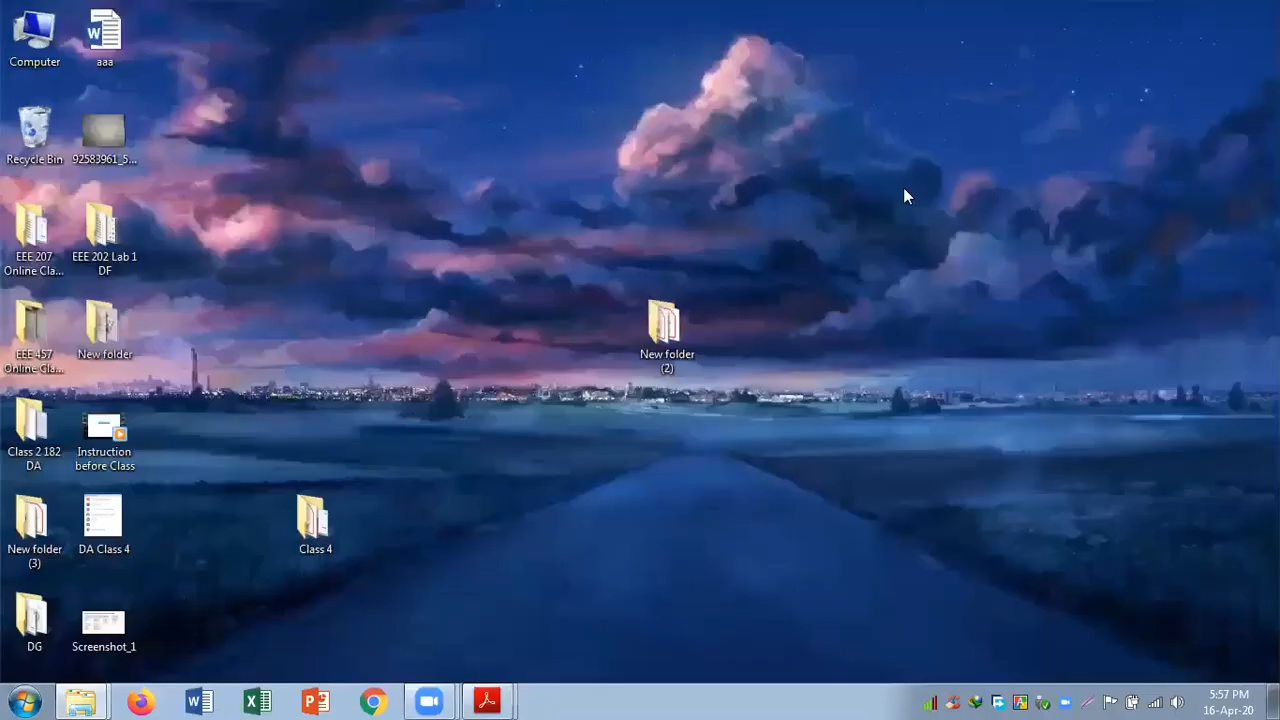 Computer
aaa
Recycle Bin
92583961_5...
EEE 207
Online Cla...
EEE 202 Lab 1
DF
EEE 457
Online Cla...
New folder
New folder
(2)
Class 2 182
DA
Instruction
before Class
New folder
(3)
DA Class 4
Class 4
DG
Screenshot_1
5:57 PM
16-Apr-20